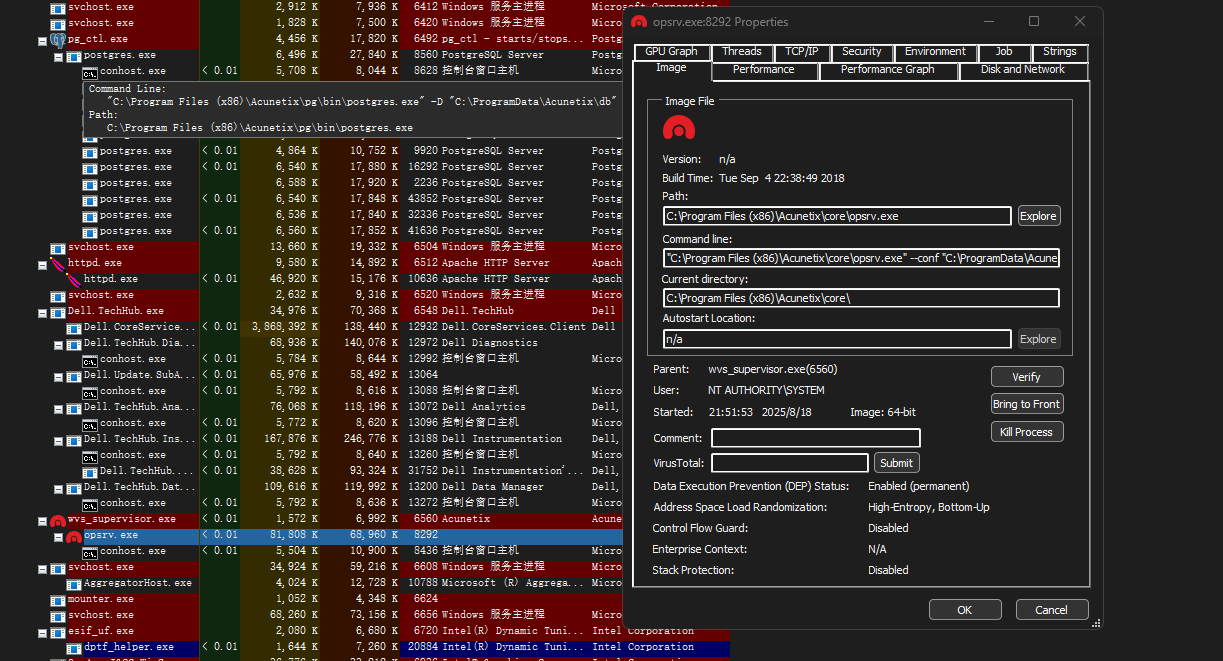 svchost.exe 2,912 K 7,936 K 6412 Windows 服务主进程 Microsoft Corporation
svchost.exe 1,828 K 7,500 K 6420 Windows 服务主进程 Micro
pg_ctl.exe 4,456 K 17,820 K 6492 pg_ctl - starts/stops... Postg
postgres.exe 6,496 K 27,840 K 8560 PostgreSQL Server Postg
conhost.exe < 0.01 5,708 K 8,044 K 8628 控制台窗口主机 Micro
Command Line:
"C:\Program Files (x86)\Acunetix\pg\bin\postgres.exe" -D "C:\ProgramData\Acunetix\db"
Path:
C:\Program Files (x86)\Acunetix\pg\bin\postgres.exe
postgres.exe < 0.01 4,864 K 10,752 K 9920 PostgreSQL Server Postg
postgres.exe < 0.01 6,540 K 17,880 K 16292 PostgreSQL Server Postg
postgres.exe 6,588 K 17,920 K 2236 PostgreSQL Server Postg
postgres.exe < 0.01 6,540 K 17,848 K 43852 PostgreSQL Server Postg
postgres.exe 6,536 K 17,840 K 32336 PostgreSQL Server Postg
postgres.exe < 0.01 6,560 K 17,852 K 41636 PostgreSQL Server Postg
svchost.exe 13,660 K 19,332 K 6504 Windows 服务主进程 Micro
httpd.exe 9,580 K 14,892 K 6512 Apache HTTP Server Apach
httpd.exe < 0.01 46,920 K 15,176 K 10636 Apache HTTP Server Apach
svchost.exe 2,632 K 9,316 K 6520 Windows 服务主进程 Micro
Dell.TechHub.exe 34,976 K 70,368 K 6548 Dell.TechHub Dell
Dell.CoreService... < 0.01 3,868,392 K 138,440 K 12932 Dell.CoreServices.Client Dell
Dell.TechHub.Dia... 68,936 K 140,076 K 12972 Dell Diagnostics
conhost.exe 5,784 K 8,644 K 12992 控制台窗口主机 Micro
Dell.Update.SubA... < 0.01 65,976 K 58,492 K 13064
conhost.exe < 0.01 5,792 K 8,616 K 13088 控制台窗口主机 Micro
Dell.TechHub.Ana... 76,068 K 118,196 K 13072 Dell Analytics Dell,
conhost.exe < 0.01 5,772 K 8,620 K 13096 控制台窗口主机 Micro
Dell.TechHub.Ins... 167,876 K 246,776 K 13188 Dell Instrumentation Dell,
conhost.exe < 0.01 5,792 K 8,640 K 13260 控制台窗口主机 Micro
Dell.TechHub.... < 0.01 38,628 K 93,324 K 31752 Dell Instrumentation'... Dell,
Dell.TechHub.Dat... 109,616 K 119,992 K 13200 Dell Data Manager Dell,
conhost.exe < 0.01 5,792 K 8,636 K 13272 控制台窗口主机 Micro
wvs_supervisor.exe < 0.01 1,572 K 6,992 K 6560 Acunetix Acune
opsrv.exe < 0.01 81,808 K 68,960 K 8292
conhost.exe < 0.01 5,504 K 10,900 K 8436 控制台窗口主机 Micro
svchost.exe 34,924 K 59,216 K 6608 Windows 服务主进程 Micro
AggregatorHost.exe 4,024 K 12,728 K 10788 Microsoft (R) Aggrega... Micro
mounter.exe 1,052 K 4,348 K 6624
svchost.exe 68,260 K 73,156 K 6656 Windows 服务主进程 Micro
esif_uf.exe 2,080 K 6,680 K 6720 Intel(R) Dynamic Tuni... Intel Corporation
dptf_helper.exe < 0.01 1,644 K 7,260 K 20884 Intel(R) Dynamic Tuni... Intel Corporation
opsrv.exe:8292 Properties
GPU Graph Threads TCP/IP Security Environment Job Strings
Image Performance Performance Graph Disk and Network
Image File
Version: n/a
Build Time: Tue Sep 4 22:38:49 2018
Path:
C:\Program Files (x86)\Acunetix\core\opsrv.exe Explore
Command line:
"C:\Program Files (x86)\Acunetix\core\opsrv.exe" --conf "C:\ProgramData\Acune
Current directory:
C:\Program Files (x86)\Acunetix\core\
Autostart Location:
n/a Explore
Parent: wvs_supervisor.exe(6560) Verify
User: NT AUTHORITY\SYSTEM
Bring to Front
Started: 21:51:53 2025/8/18 Image: 64-bit
Kill Process
Comment:
VirusTotal: Submit
Data Execution Prevention (DEP) Status: Enabled (permanent)
Address Space Load Randomization: High-Entropy, Bottom-Up
Control Flow Guard: Disabled
Enterprise Context: N/A
Stack Protection: Disabled
OK Cancel